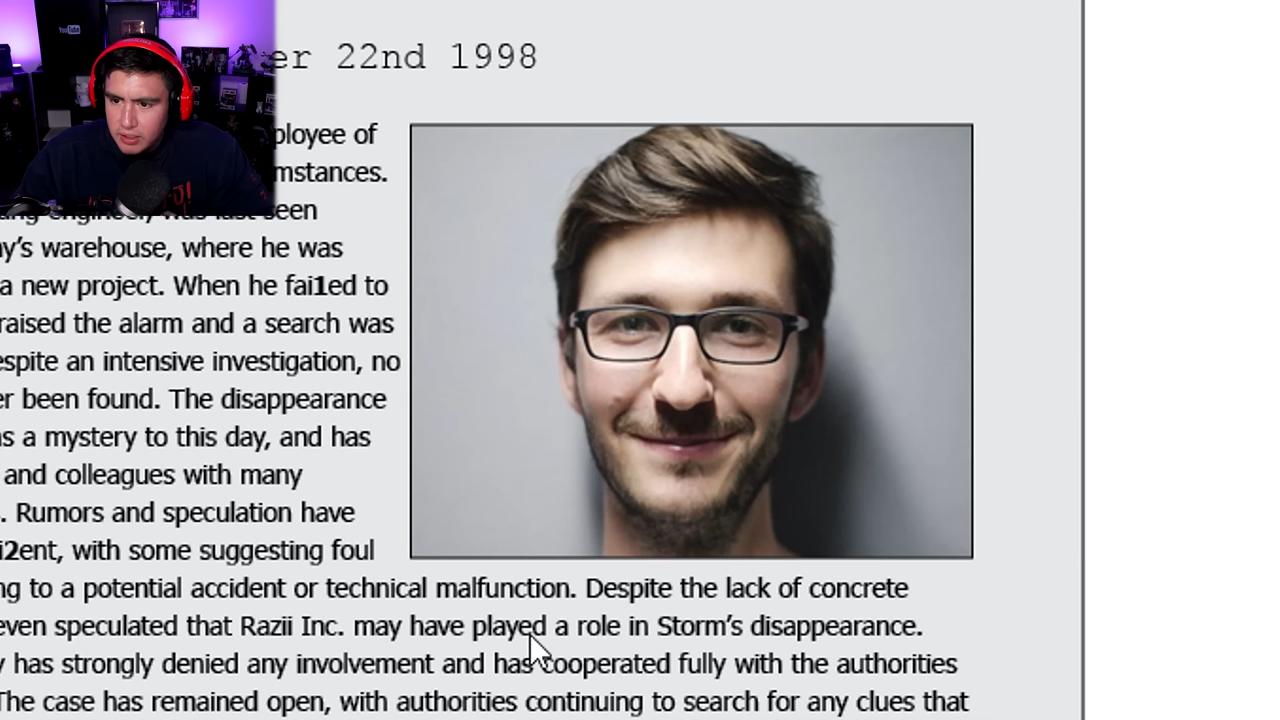 er 22nd 1998
ployee of
mstances.
seen
ny's warehouse, where he was
a new project. When he fai1ed to
raised the alarm and a search was
espite an intensive investigation, no
er been found. The disappearance
as a mystery to this day, and has
and colleagues with many
. Rumors and speculation have
i2ent, with some suggesting foul
ng to a potential accident or technical malfunction. Despite the lack of concrete
even speculated that Razii Inc. may have played a role in Storm's disappearance.
y has strongly denied any involvement and has cooperated fully with the authorities
The case has remained open, with authorities continuing to search for any clues that